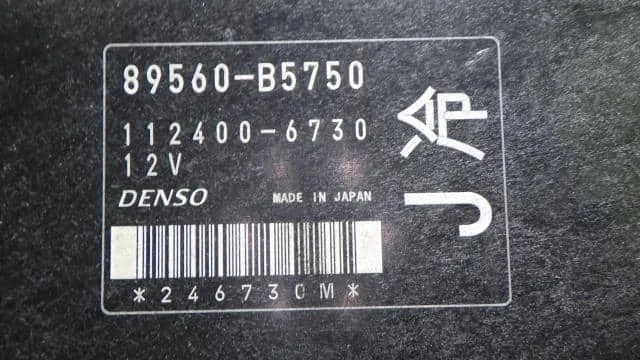 89560-B5750
112400-6730
12V
DENSO MADE IN JAPAN
*246730M*
J